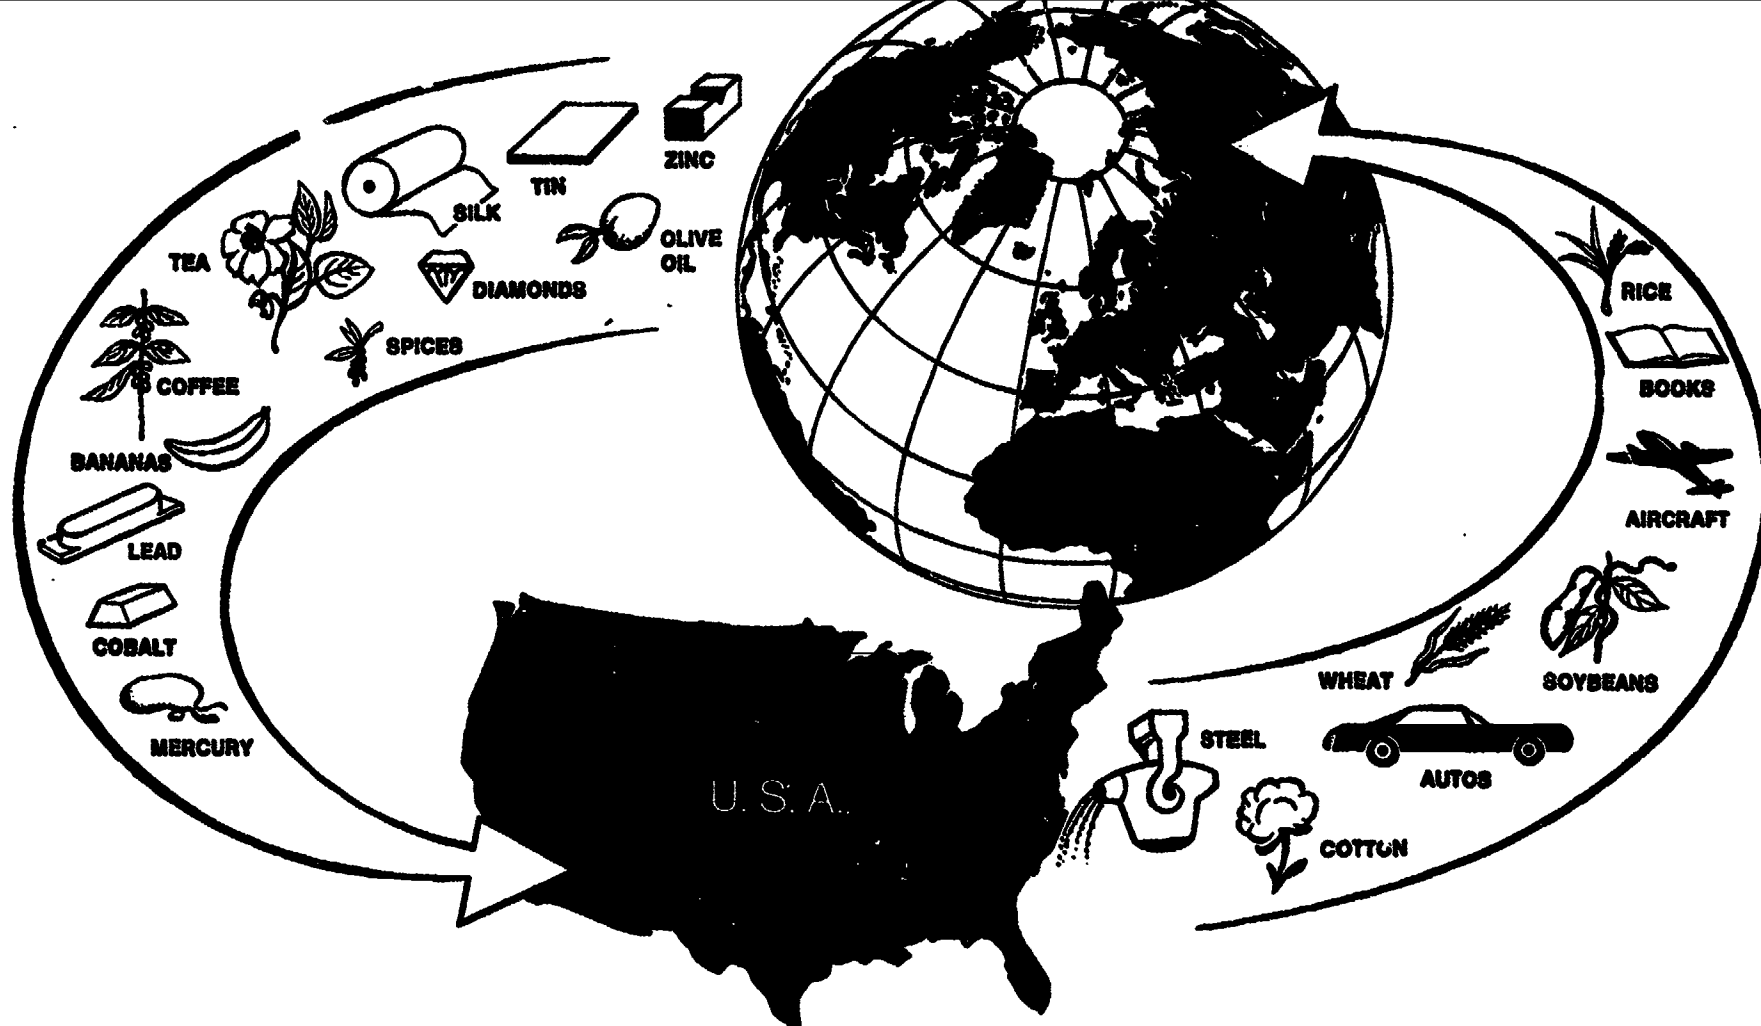 ZINC
TIN
SILK
OLIVE
OIL
TEA
DIAMONDS
SPICES
COFFEE
BANANAS
LEAD
COBALT
MERCURY
U.S.A.
RICE
BOOKS
AIRCRAFT
SOYBEANS
WHEAT
STEEL
AUTOS
COTTON